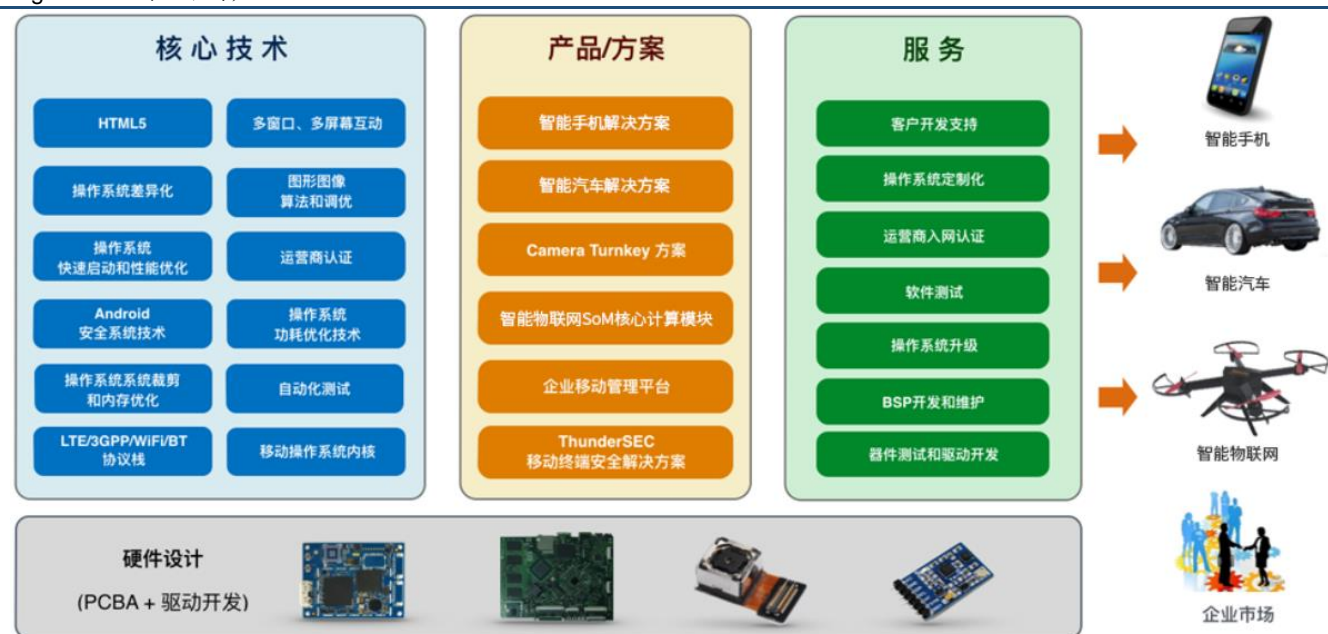 核心技术
HTML5
多窗口、多屏幕互动
操作系统差异化
图形图像
算法和调优
操作系统
快速启动和性能优化
运营商认证
Android
安全系统技术
操作系统
功耗优化技术
操作系统系统裁剪
和内存优化
自动化测试
LTE/3GPP/WiFi/BT
协议栈
移动操作系统内核
产品/方案
智能手机解决方案
智能汽车解决方案
Camera Turnkey 方案
智能物联网SoM核心计算模块
企业移动管理平台
ThunderSEC
移动终端安全解决方案
服务
客户开发支持
操作系统定制化
运营商入网认证
软件测试
操作系统升级
BSP开发和维护
器件测试和驱动开发
智能手机
智能汽车
智能物联网
企业市场
硬件设计
(PCBA + 驱动开发)